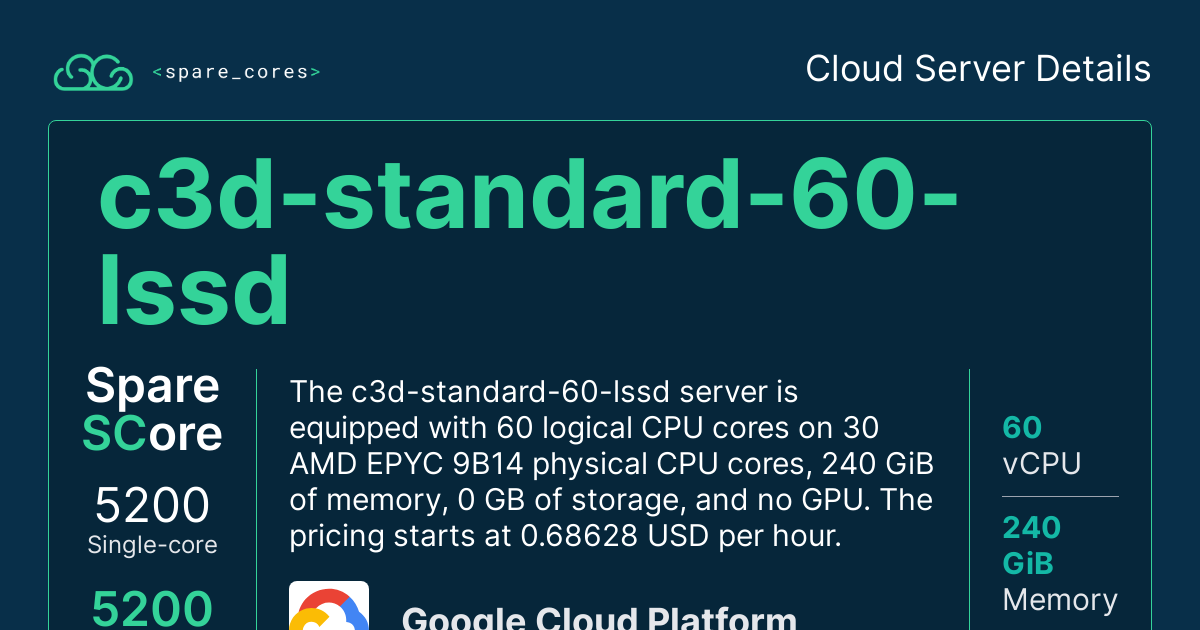 <spare_cores>
Cloud Server Details
c3d-standard-60-
lssd
Spare
SCore
5200
Single-core
5200
The c3d-standard-60-lssd server is
equipped with 60 logical CPU cores on 30
AMD EPYC 9B14 physical CPU cores, 240 GiB
of memory, 0 GB of storage, and no GPU. The
pricing starts at 0.68628 USD per hour.
Google Cloud Platform
60
vCPU
240
GiB
Memory